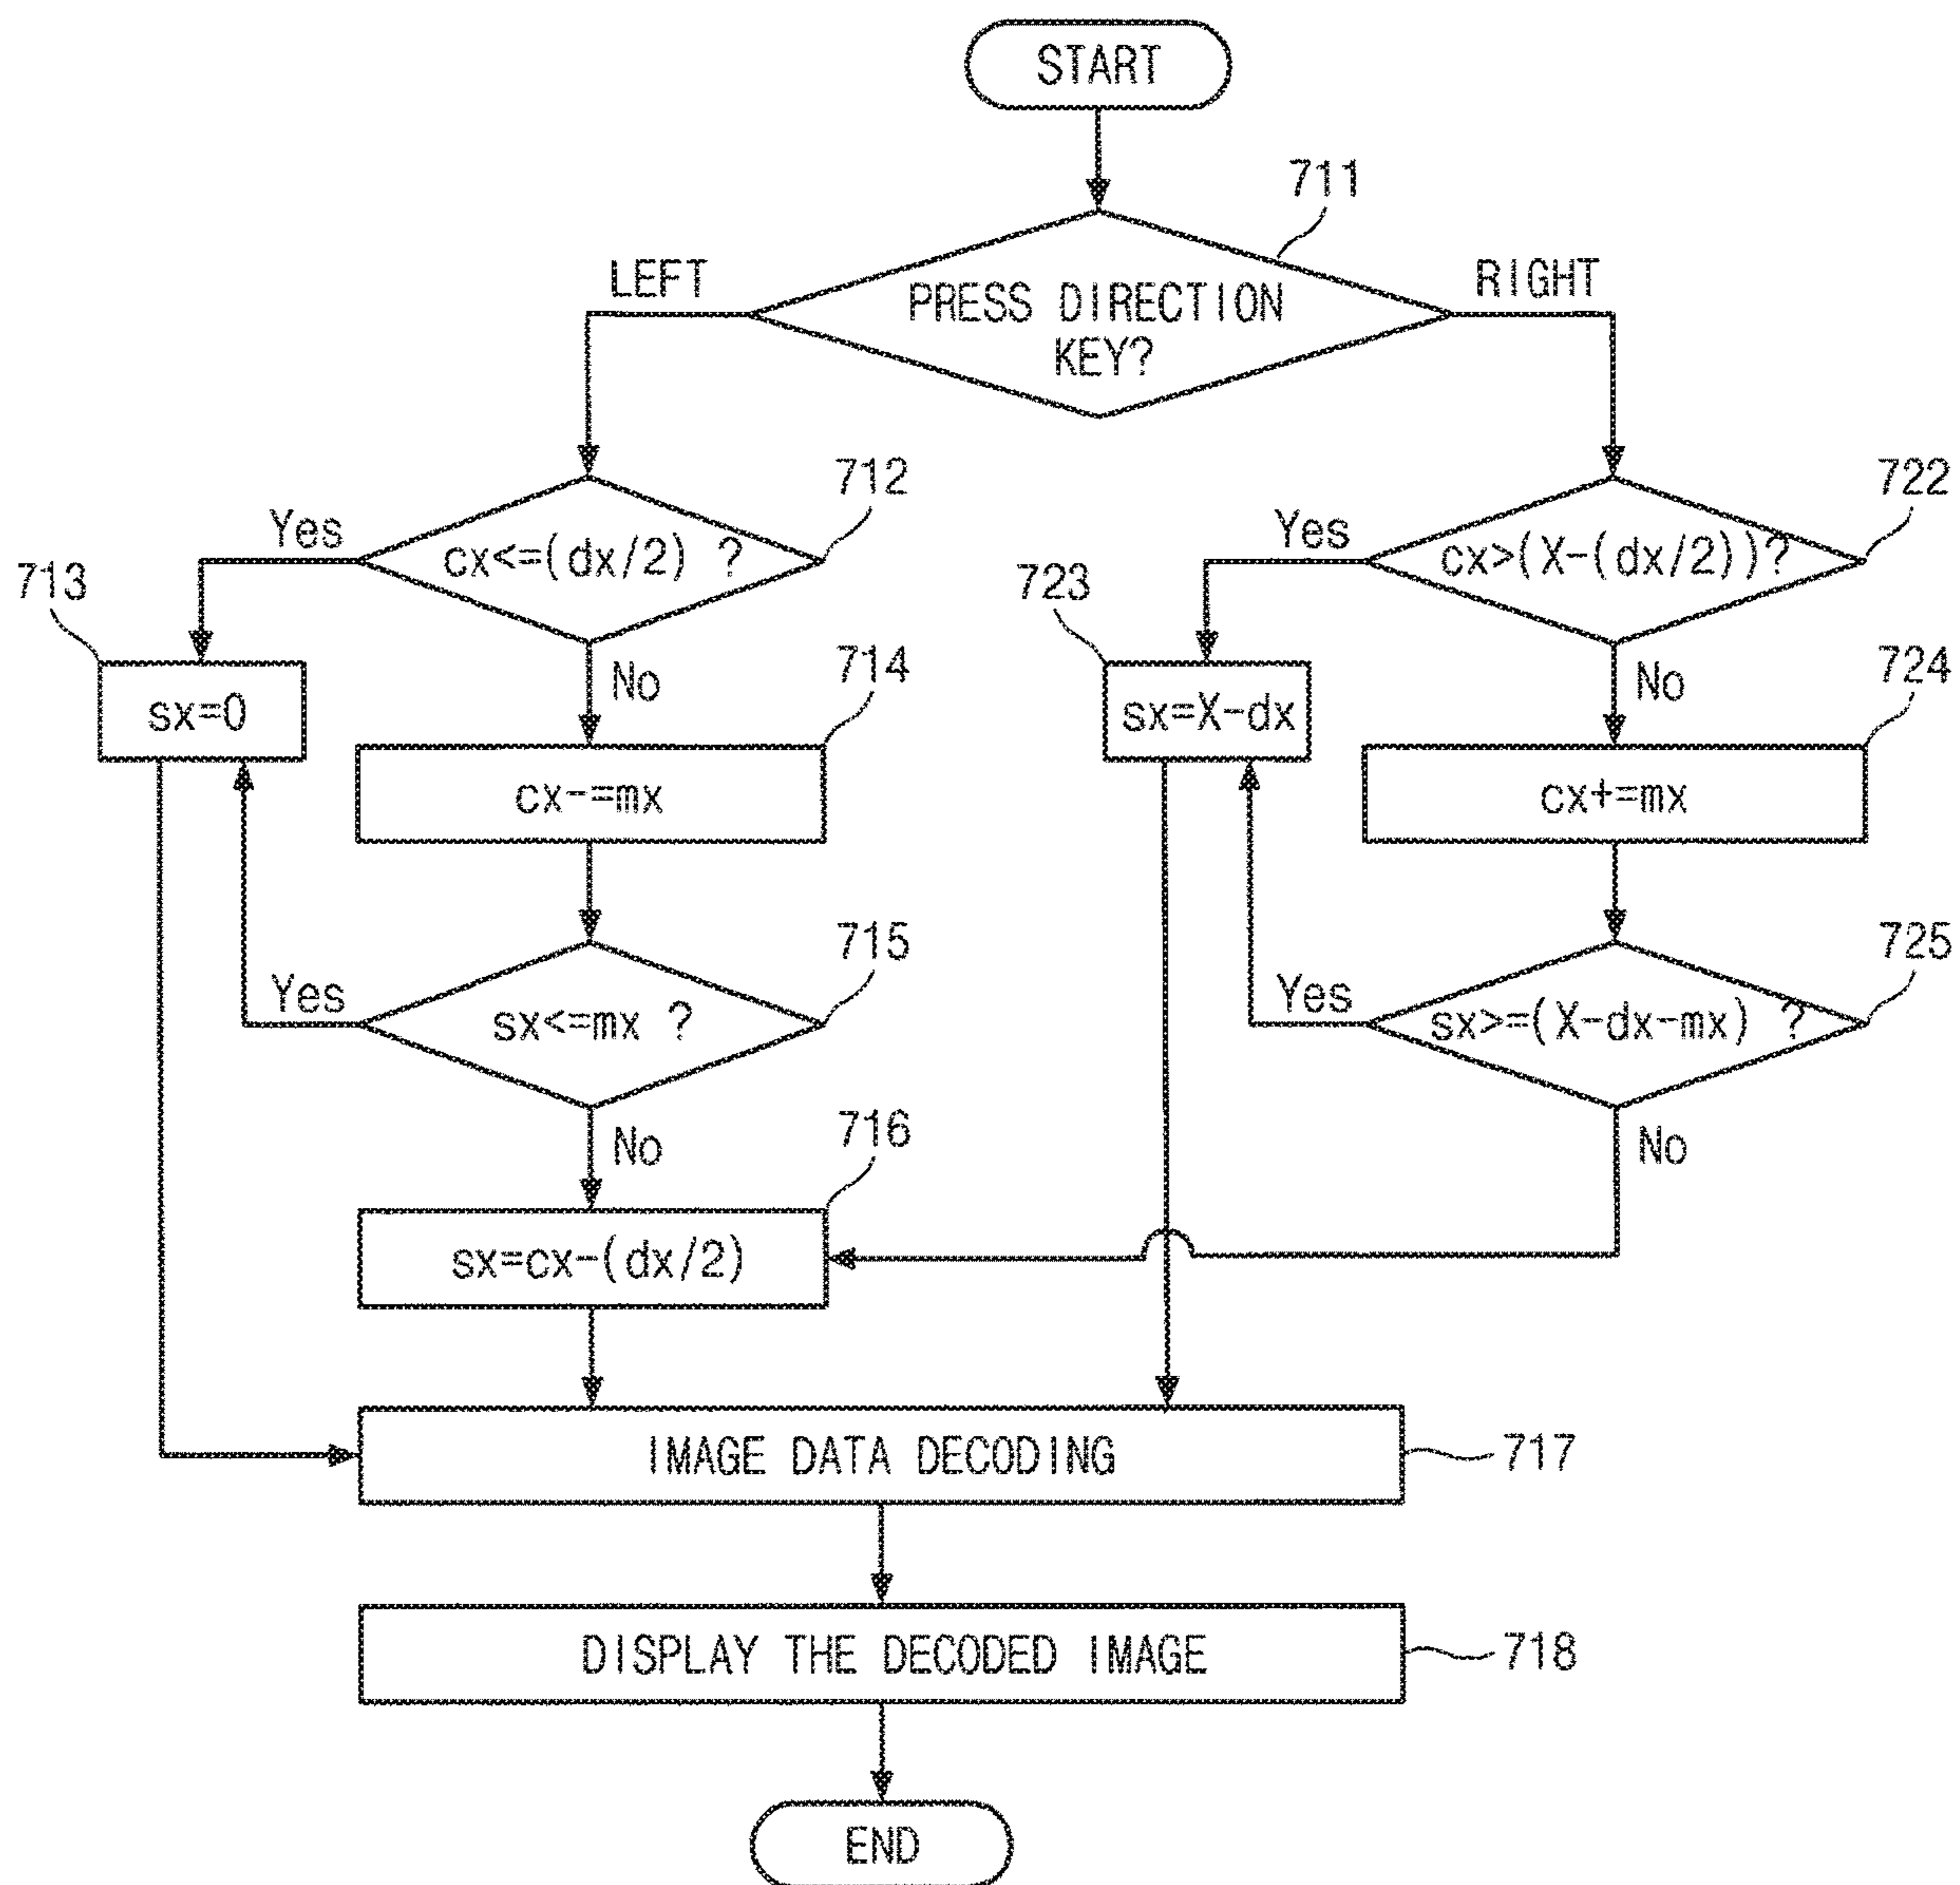 START
711
LEFT
RIGHT
PRESS DIRECTION
KEY?
712
722
Yes
cx<=(dx/2) ?
Yes
cx>(X-(dx/2))?
713
723
sx=0
No
714
sx=X-dx
No
724
cx-=mx
cx+=mx
715
725
Yes
sx<=mx ?
Yes
sx>=(X-dx-mx) ?
716
No
No
sx=cx-(dx/2)
IMAGE DATA DECODING
717
DISPLAY THE DECODED IMAGE
718
END